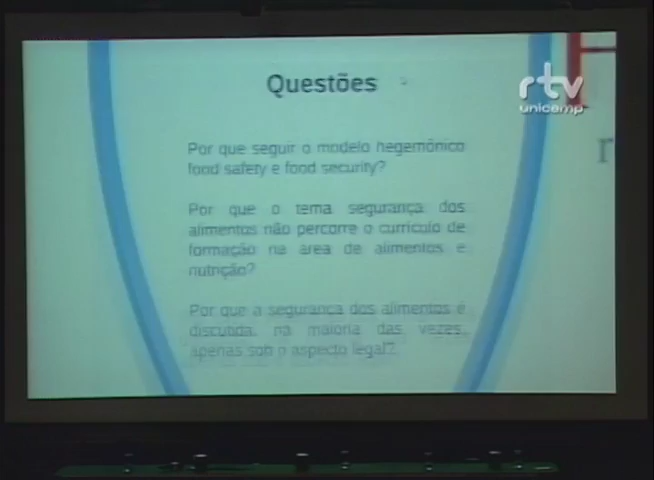 Questões
rtv
unicamp
Por que seguir o modelo hegemônico
food safety e food security?
Por que o tema segurança dos
alimentos não percorre o currículo de
formação na area de alimentos e
nutrição?
Por que a segurança dos alimentos é
discutida, na maioria das vezes,
apenas sob o aspecto legal?
r